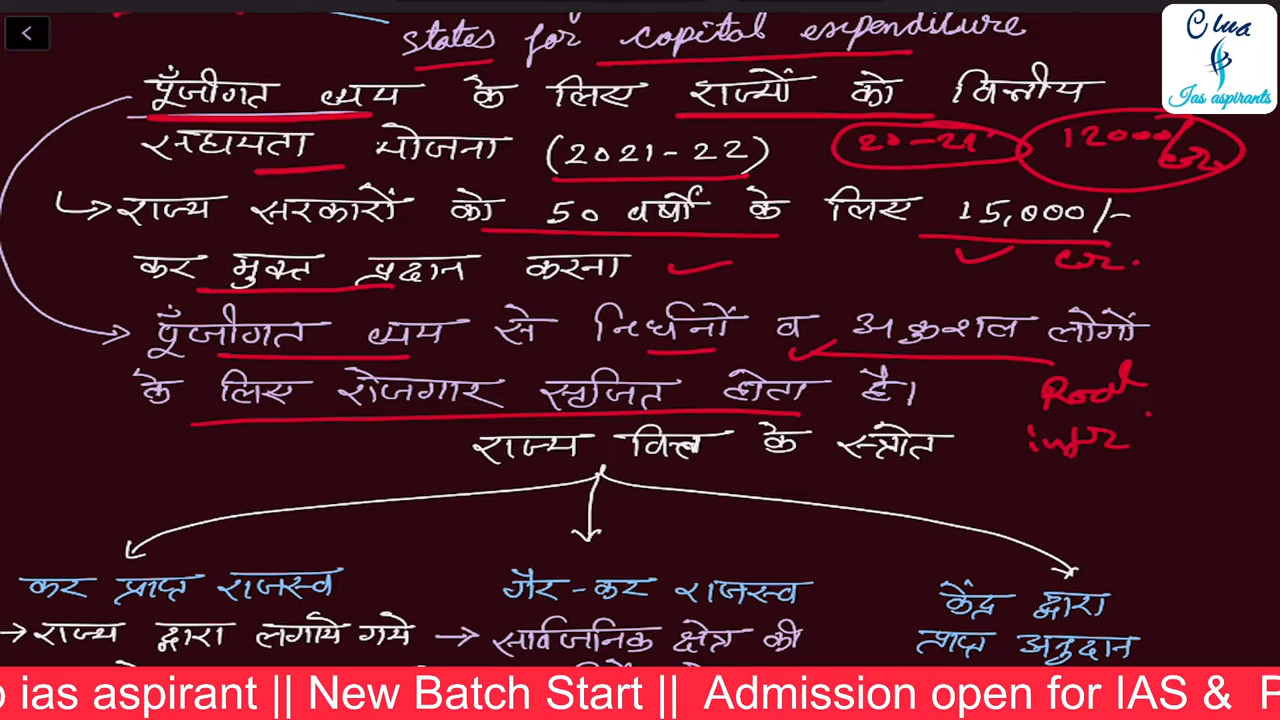 states for capital expenditure
पूँजीगत व्यय के लिए राज्यों को वित्तीय
सहायता योजना (2021-22) 20-21 12000/
राज्य सरकारों को 50 वर्षों के लिए 15,000/-
कर मुक्त प्रदान करना cr.
पूँजीगत व्यय से निर्धनों व अकुशल लोगों
के लिए रोजगार सृजित होता है। Road
infr
राज्य वित्त के स्त्रोत
कर प्राप्त राजस्व
गैर-कर राजस्व
केंद्र द्वारा
प्राप्त अनुदान
→ राज्य द्वारा लगाये गये
→ सार्वजनिक क्षेत्र की
Clua
Ias aspirants
o ias aspirant || New Batch Start || Admission open for IAS &